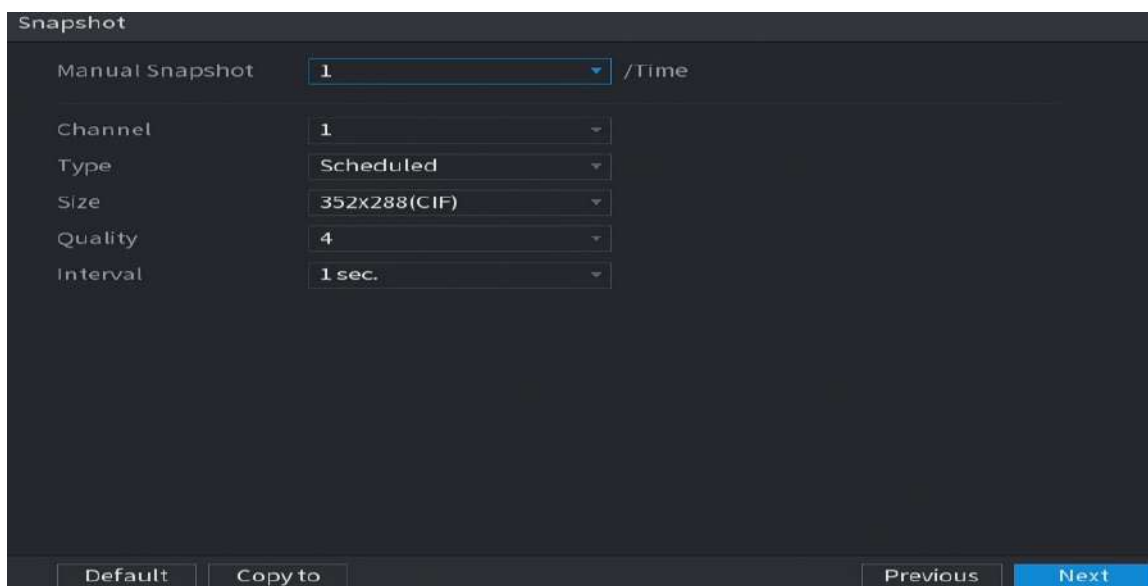 Snapshot
Manual Snapshot 1 /Time
Channel 1
Type Scheduled
Size 352x288(CIF)
Quality 4
Interval 1 sec.
Default Copy to Previous Next